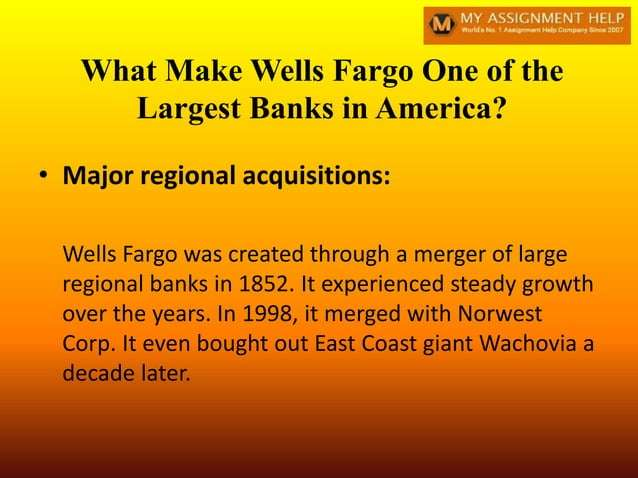 MY ASSIGNMENT HELP
World's No. 1 Assignment Help Company Since 2007
What Make Wells Fargo One of the
Largest Banks in America?
• Major regional acquisitions:
Wells Fargo was created through a merger of large
regional banks in 1852. It experienced steady growth
over the years. In 1998, it merged with Norwest
Corp. It even bought out East Coast giant Wachovia a
decade later.